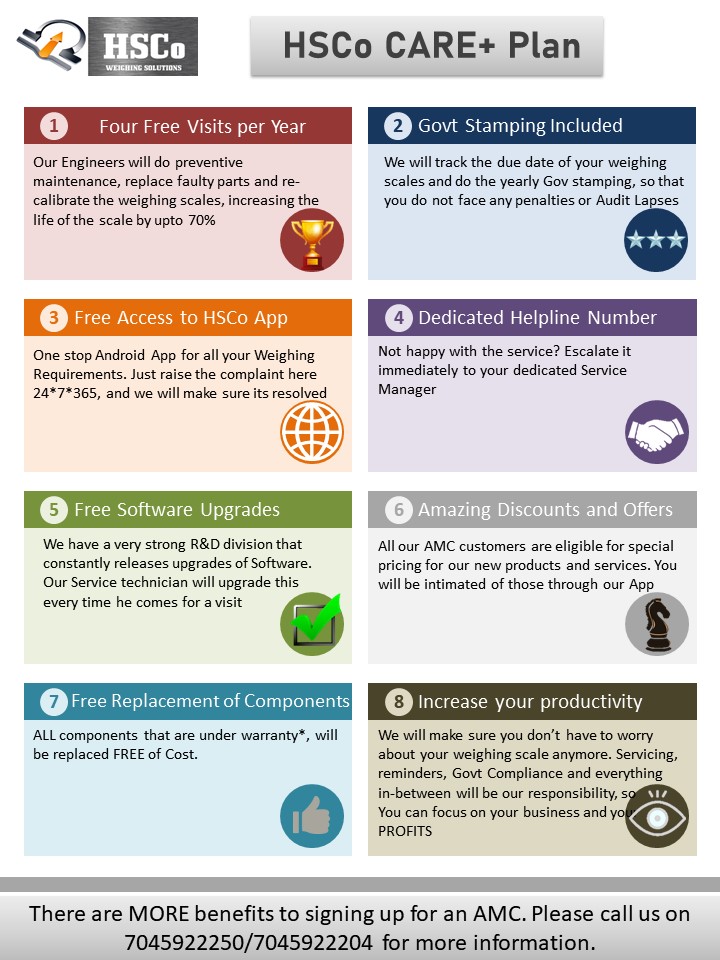 HSCo
WEIGHING SOLUTIONS
HSCo CARE+ Plan
1 Four Free Visits per Year
Our Engineers will do preventive
maintenance, replace faulty parts and re-
calibrate the weighing scales, increasing the
life of the scale by upto 70%
2 Govt Stamping Included
We will track the due date of your weighing
scales and do the yearly Gov stamping, so that
you do not face any penalties or Audit Lapses
3 Free Access to HSCo App
One stop Android App for all your Weighing
Requirements. Just raise the complaint here
24*7*365, and we will make sure its resolved
4 Dedicated Helpline Number
Not happy with the service? Escalate it
immediately to your dedicated Service
Manager
5 Free Software Upgrades
We have a very strong R&D division that
constantly releases upgrades of Software.
Our Service technician will upgrade this
every time he comes for a visit
6 Amazing Discounts and Offers
All our AMC customers are eligible for special
pricing for our new products and services. You
will be intimated of those through our App
7 Free Replacement of Components
ALL components that are under warranty*, will
be replaced FREE of Cost.
8 Increase your productivity
We will make sure you don't have to worry
about your weighing scale anymore. Servicing,
reminders, Govt Compliance and everything
in-between will be our responsibility, so
You can focus on your business and
PROFITS
There are MORE benefits to signing up for an AMC. Please call us on
7045922250/7045922204 for more information.